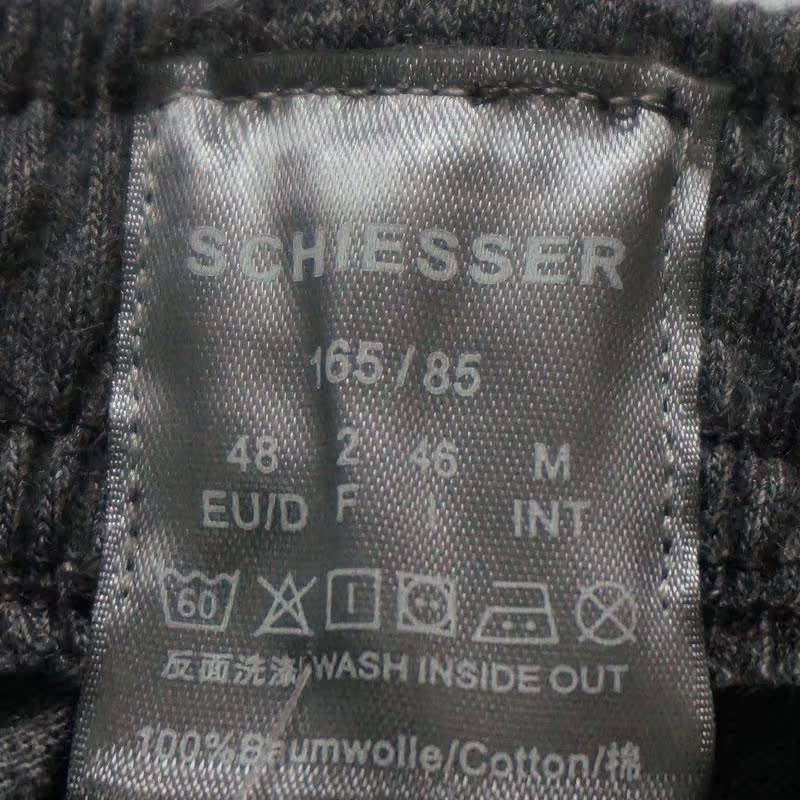 SCHIESSER
165/85
48 2 46 M
EU/D F I INT
60
反面洗涤/WASH INSIDE OUT
100%Baumwolle/Cotton/棉